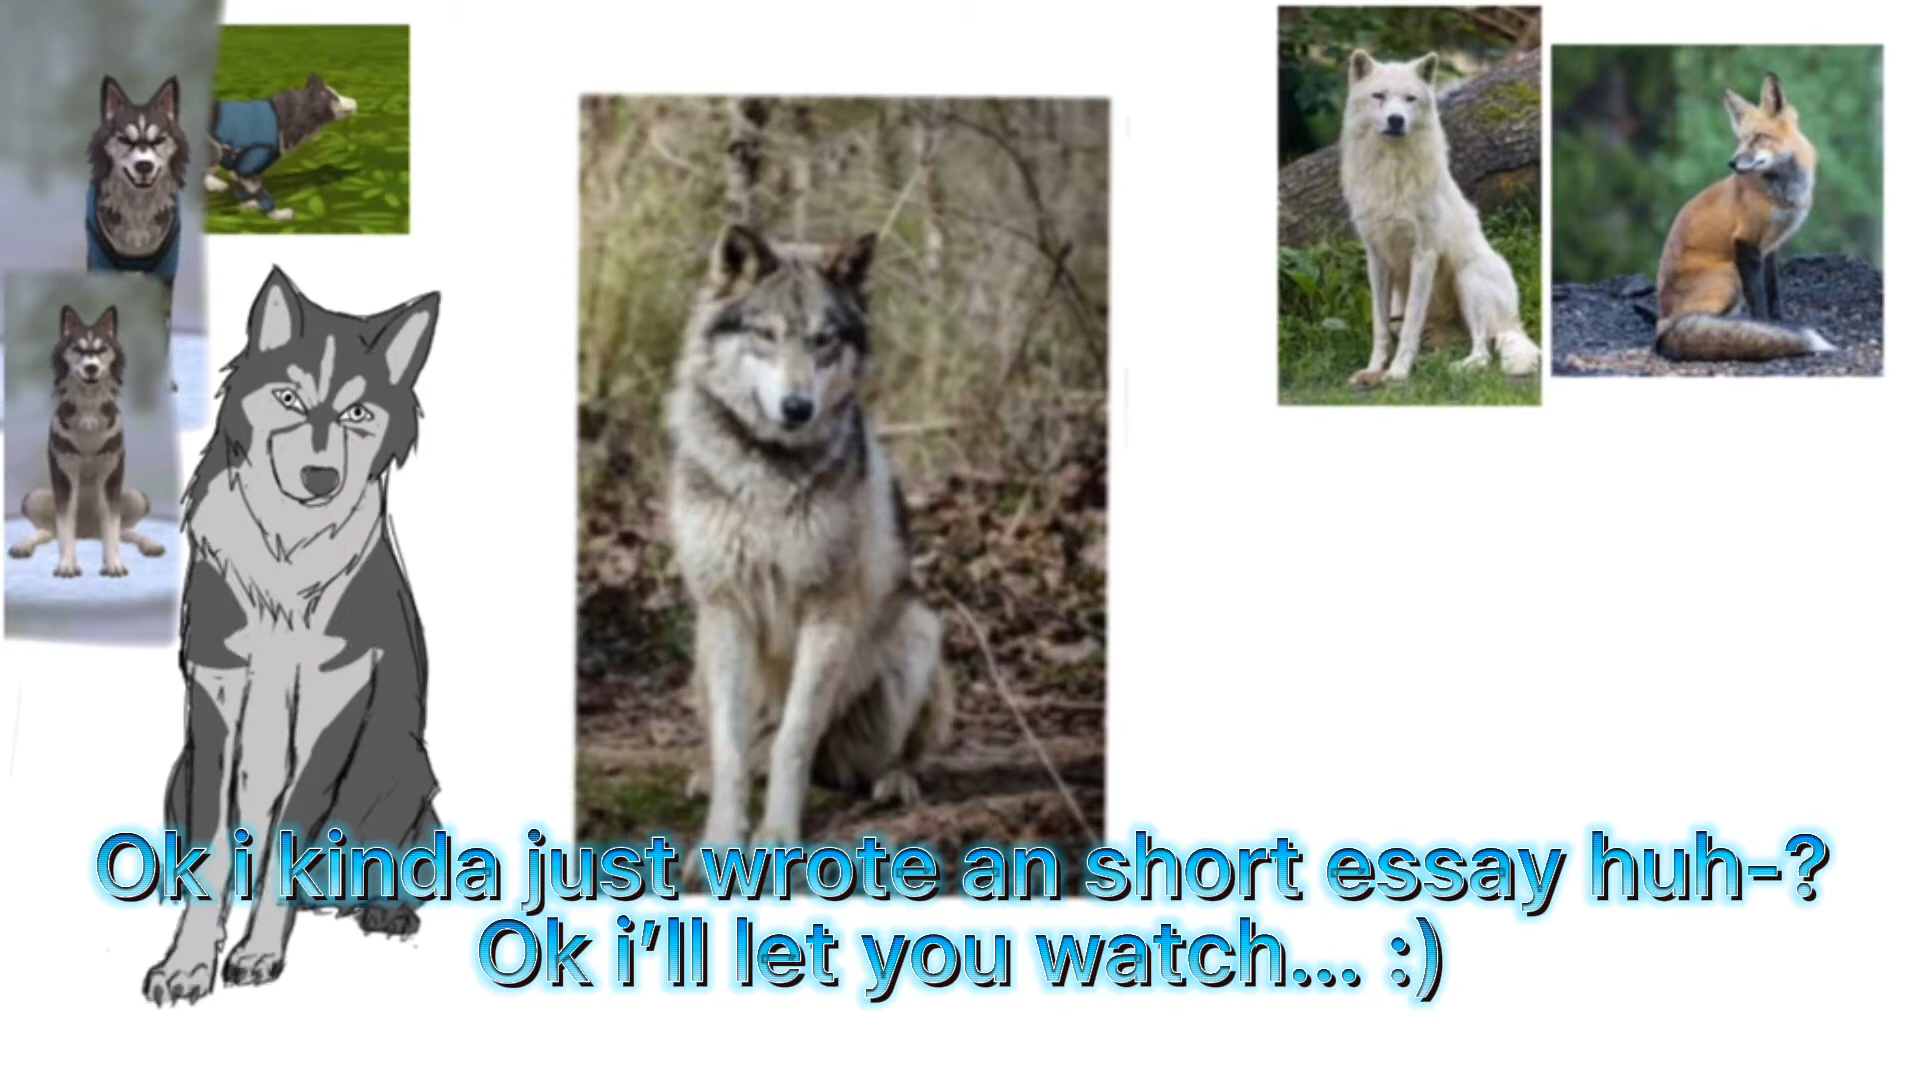 Ok i kinda just wrote an short essay huh-?
Ok i’ll let you watch... :)